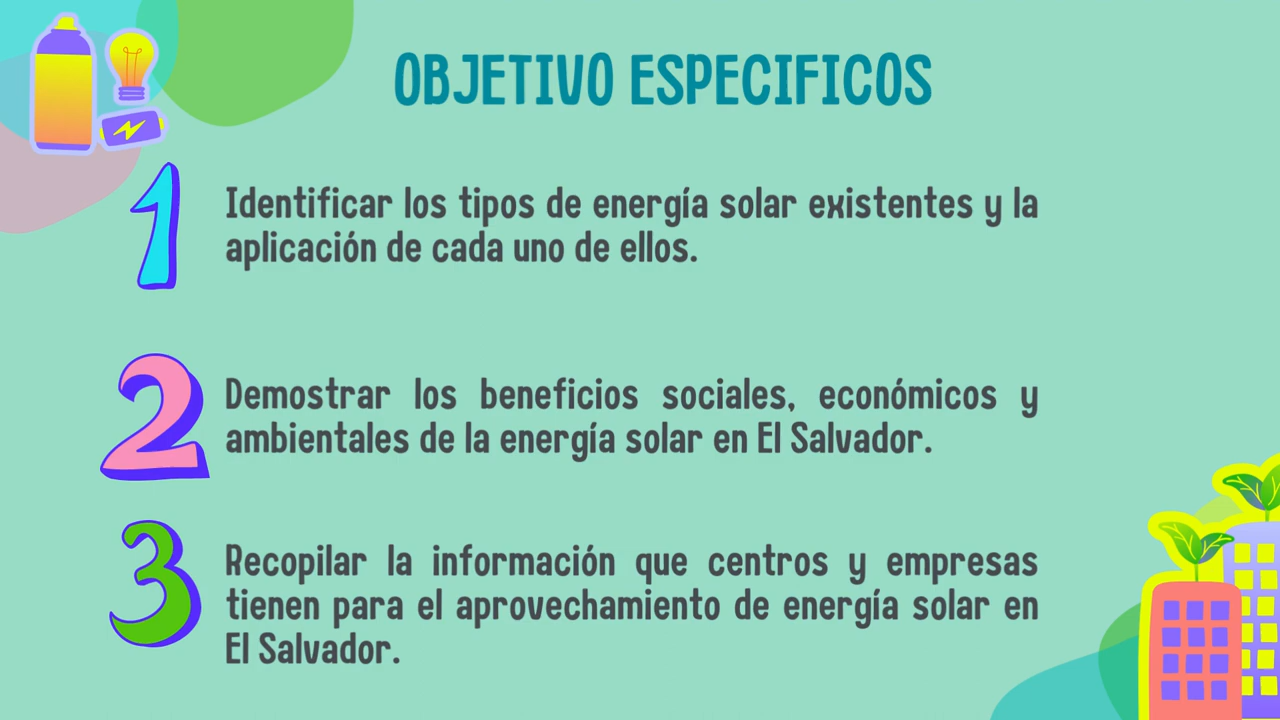 OBJETIVO ESPECIFICOS
1
Identificar los tipos de energía solar existentes y la
aplicación de cada uno de ellos.
2
Demostrar los beneficios sociales, económicos y
ambientales de la energía solar en El Salvador.
3
Recopilar la información que centros y empresas
tienen para el aprovechamiento de energía solar en
El Salvador.